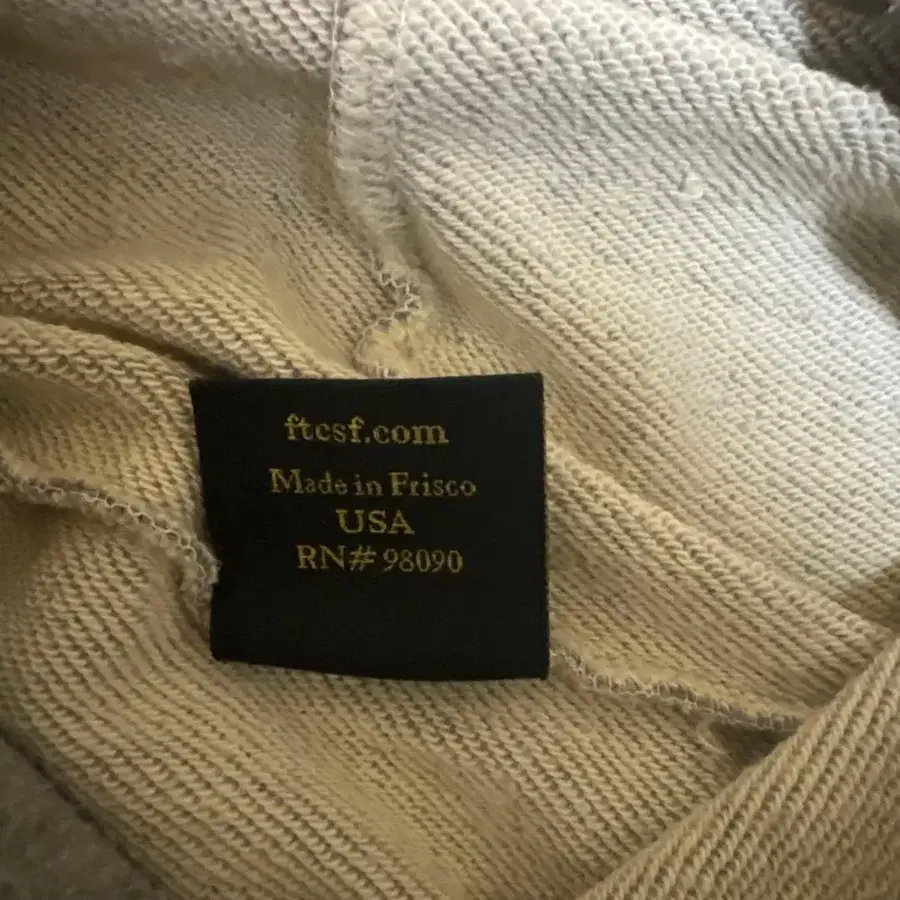 ftcsf.com
Made in Frisco
USA
RN# 98090